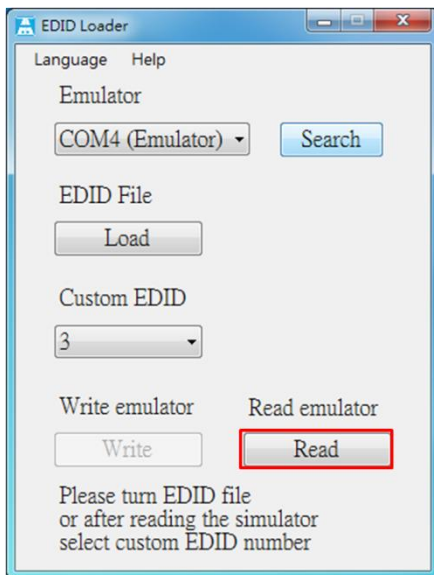 EDID Loader
Language Help
Emulator
COM4 (Emulator) Search
EDID File
Load
Custom EDID
3
Write emulator Read emulator
Write Read
Please turn EDID file
or after reading the simulator
select custom EDID number